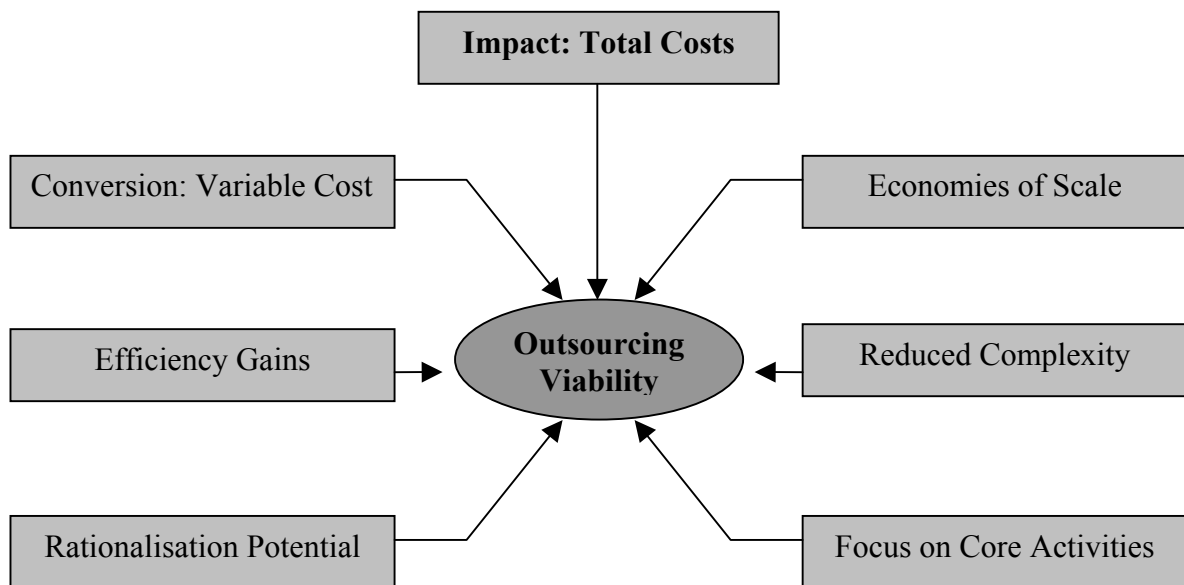 Impact: Total Costs
Conversion: Variable Cost
Economies of Scale
Efficiency Gains
Outsourcing
Viability
Reduced Complexity
Rationalisation Potential
Focus on Core Activities